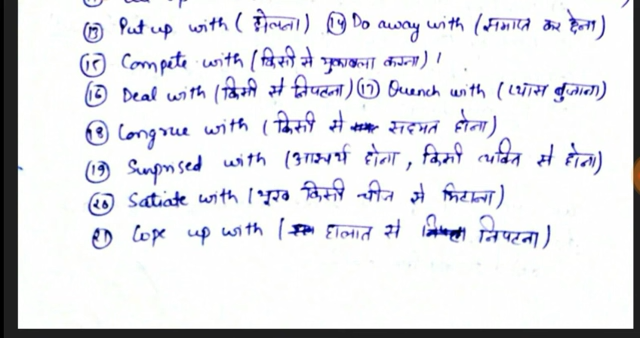 (13) Put up with ( झेलना) (14) Do away with (समाप्त कर देना)
(15) Compete with (किसी से मुकाबला करना) ।
(16) Deal with (किसी से निपटना) (17) Quench with (प्यास बुझाना)
(18) Congrue with (किसी से सहमत होना)
(19) Surprised with (आश्चर्य होना, किसी व्यक्ति से होना)
(20) Satiate with (भूख किसी चीज से मिटाना)
(21) Cope up with ( हालात से निपटना)